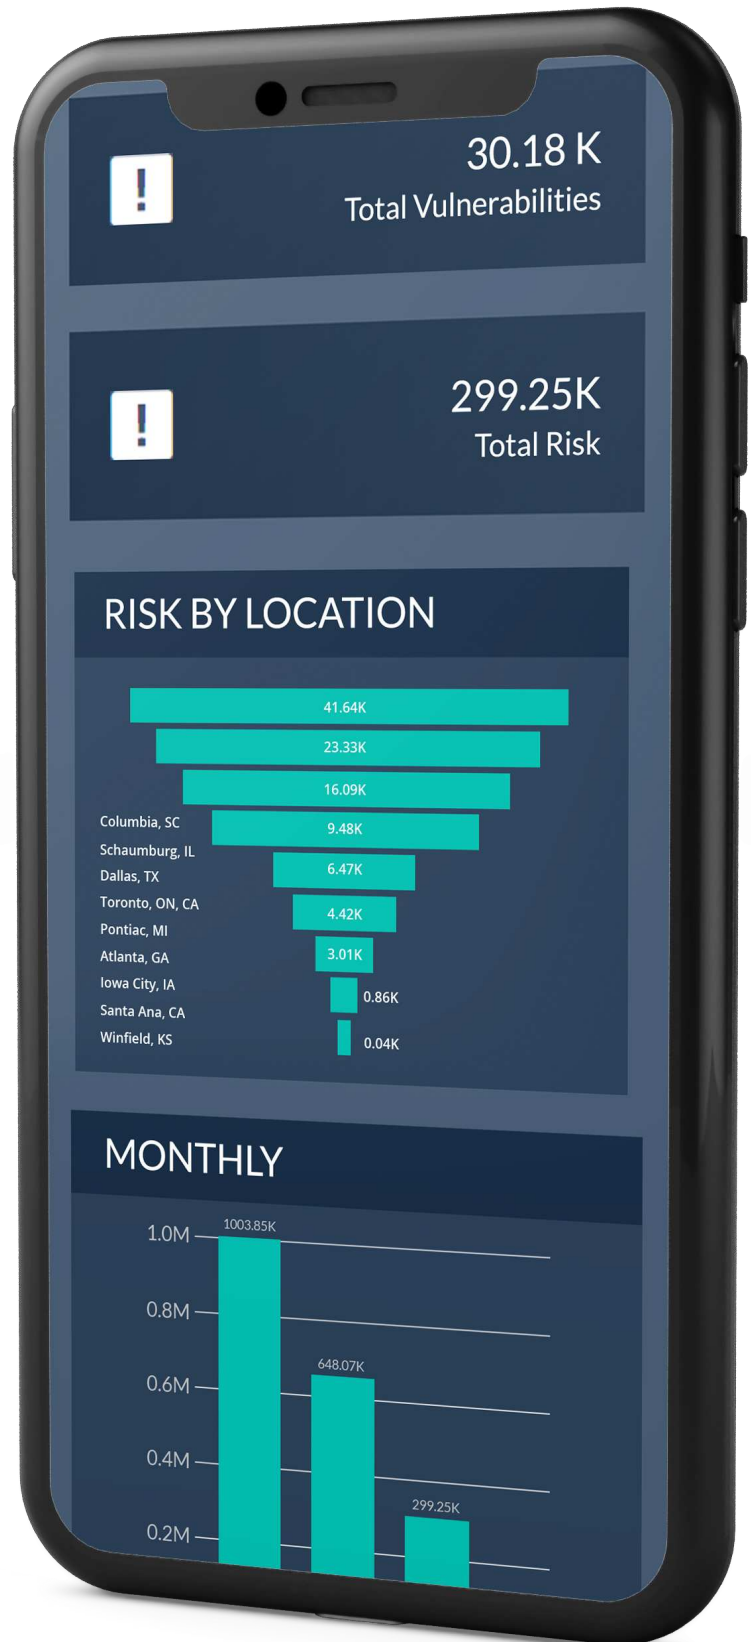 !
30.18 K
Total Vulnerabilities
!
299.25K
Total Risk
RISK BY LOCATION
41.64K
23.33K
16.09K
Columbia, SC
9.48K
Schaumburg, IL
Dallas, TX
6.47K
Toronto, ON, CA
4.42K
Pontiac, MI
Atlanta, GA
3.01K
Iowa City, IA
0.86K
Santa Ana, CA
Winfield, KS
0.04K
MONTHLY
1003.85K
1.0M
0.8M
648.07K
0.6M
0.4M
299.25K
0.2M